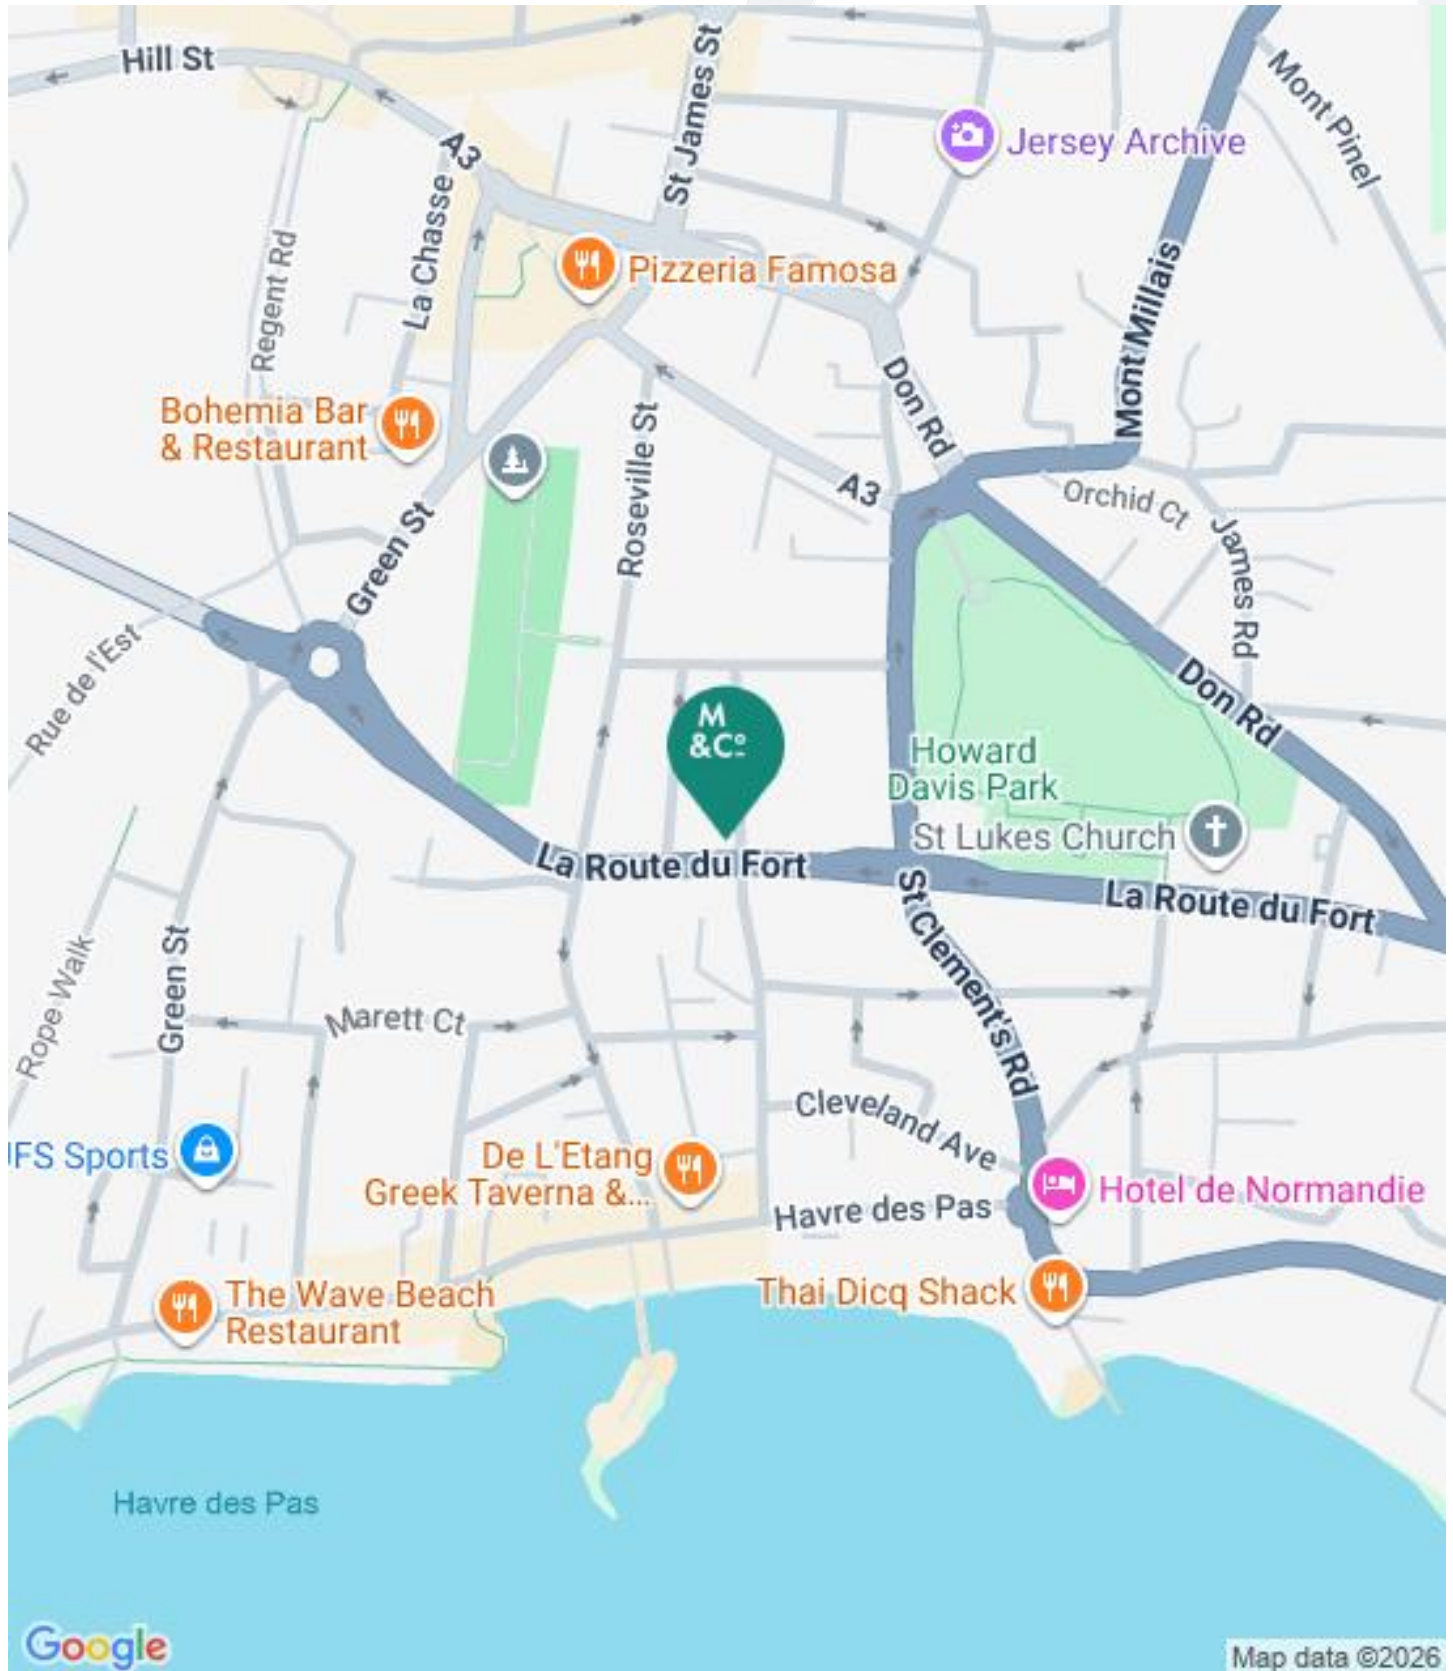 Hill St
St James St
Mont Pinel
A3
Jersey Archive
La Chasse
Regent Rd
Pizzeria Famosa
Mont Millais
Don Rd
Bohemia Bar
& Restaurant
Roseville St
A3
Orchid Ct
James Rd
Green St
Rue de l'Est
Don Rd
M
&Cº
Howard
Davis Park
St Lukes Church
La Route du Fort
La Route du Fort
St Clement's Rd
Green St
Rope Walk
Marett Ct
Cleveland Ave
JFS Sports
De L'Etang
Greek Taverna &...
Hotel de Normandie
Havre des Pas
The Wave Beach
Restaurant
Thai Dicq Shack
Havre des Pas
Google
Map data ©2026